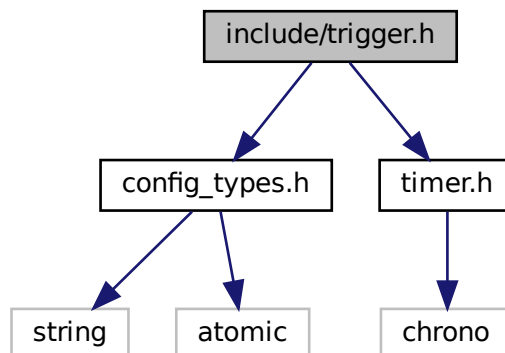 include/trigger.h
config_types.h
timer.h
string
atomic
chrono